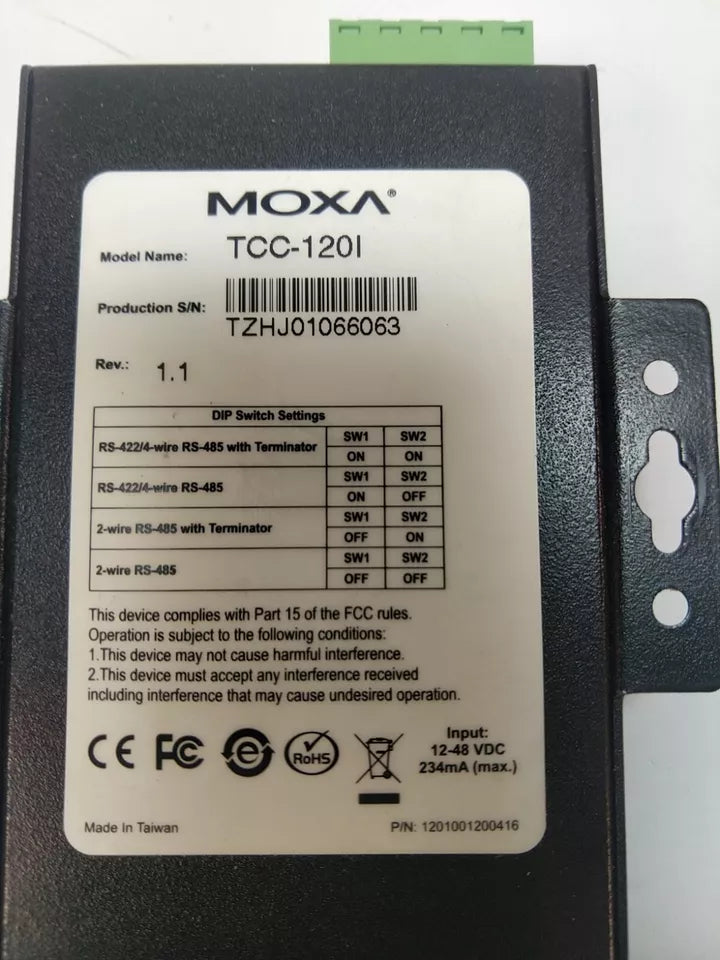 MOXA®
Model Name: TCC-120I
Production S/N:
TZHJ01066063
Rev.: 1.1
DIP Switch Settings
RS-422/4-wire RS-485 with Terminator SW1 SW2
ON ON
RS-422/4-wire RS-485 SW1 SW2
ON OFF
2-wire RS-485 with Terminator SW1 SW2
OFF ON
2-wire RS-485 SW1 SW2
OFF OFF
This device complies with Part 15 of the FCC rules.
Operation is subject to the following conditions:
1.This device may not cause harmful interference.
2.This device must accept any interference received
including interference that may cause undesired operation.
CE FC e RoHS
Input:
12-48 VDC
234mA (max.)
Made In Taiwan P/N: 1201001200416